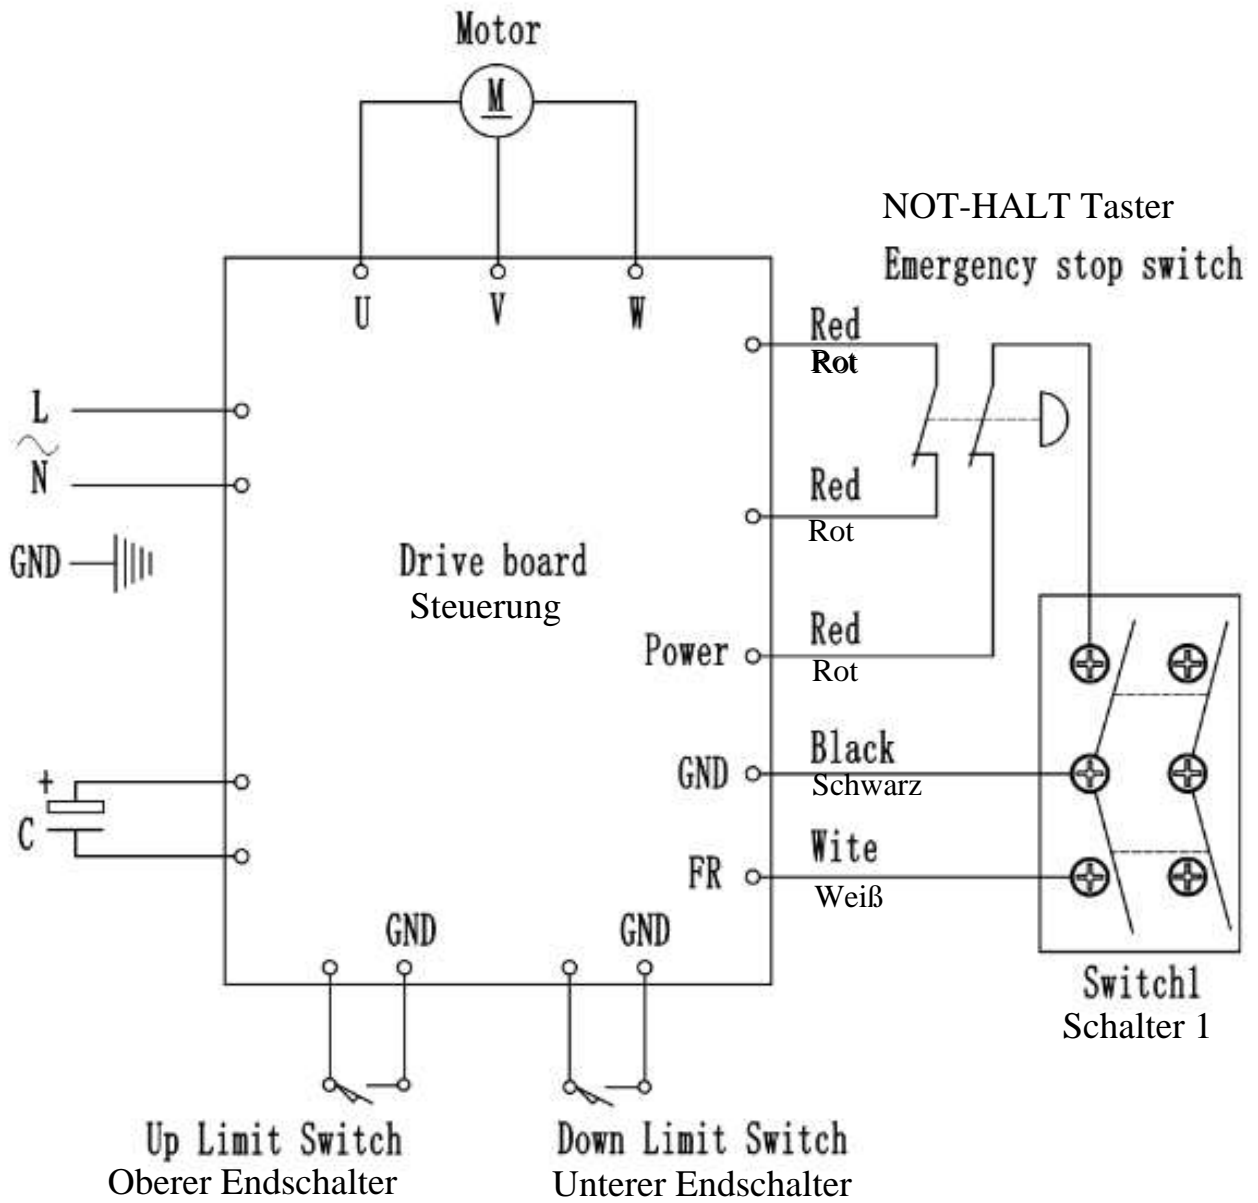 Motor
M
NOT-HALT Taster
Emergency stop switch
U
V
W
Red
Rot
L
N
Red
Rot
GND
Drive board
Steuerung
Power
Red
Rot
GND
Black
Schwarz
+
C
FR
Wite
Weiß
GND
GND
Switch1
Schalter 1
Up Limit Switch
Oberer Endschalter
Down Limit Switch
Unterer Endschalter